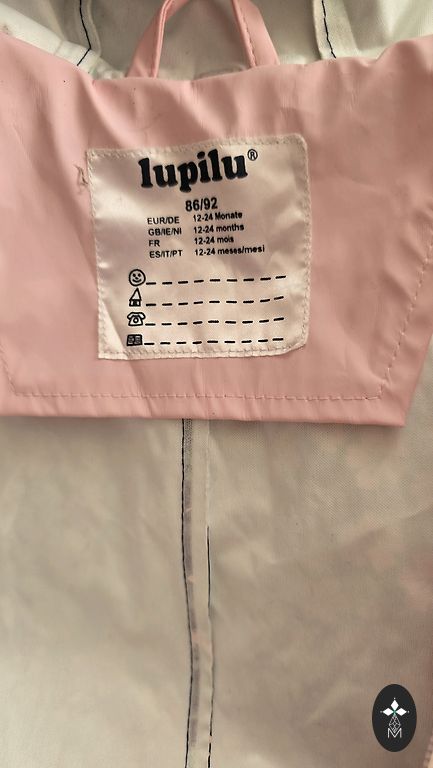 lupilu®
86/92
EUR/DE 12-24 Monate
GB/IE/NI 12-24 months
FR 12-24 mois
ES/IT/PT 12-24 meses/mesi
M